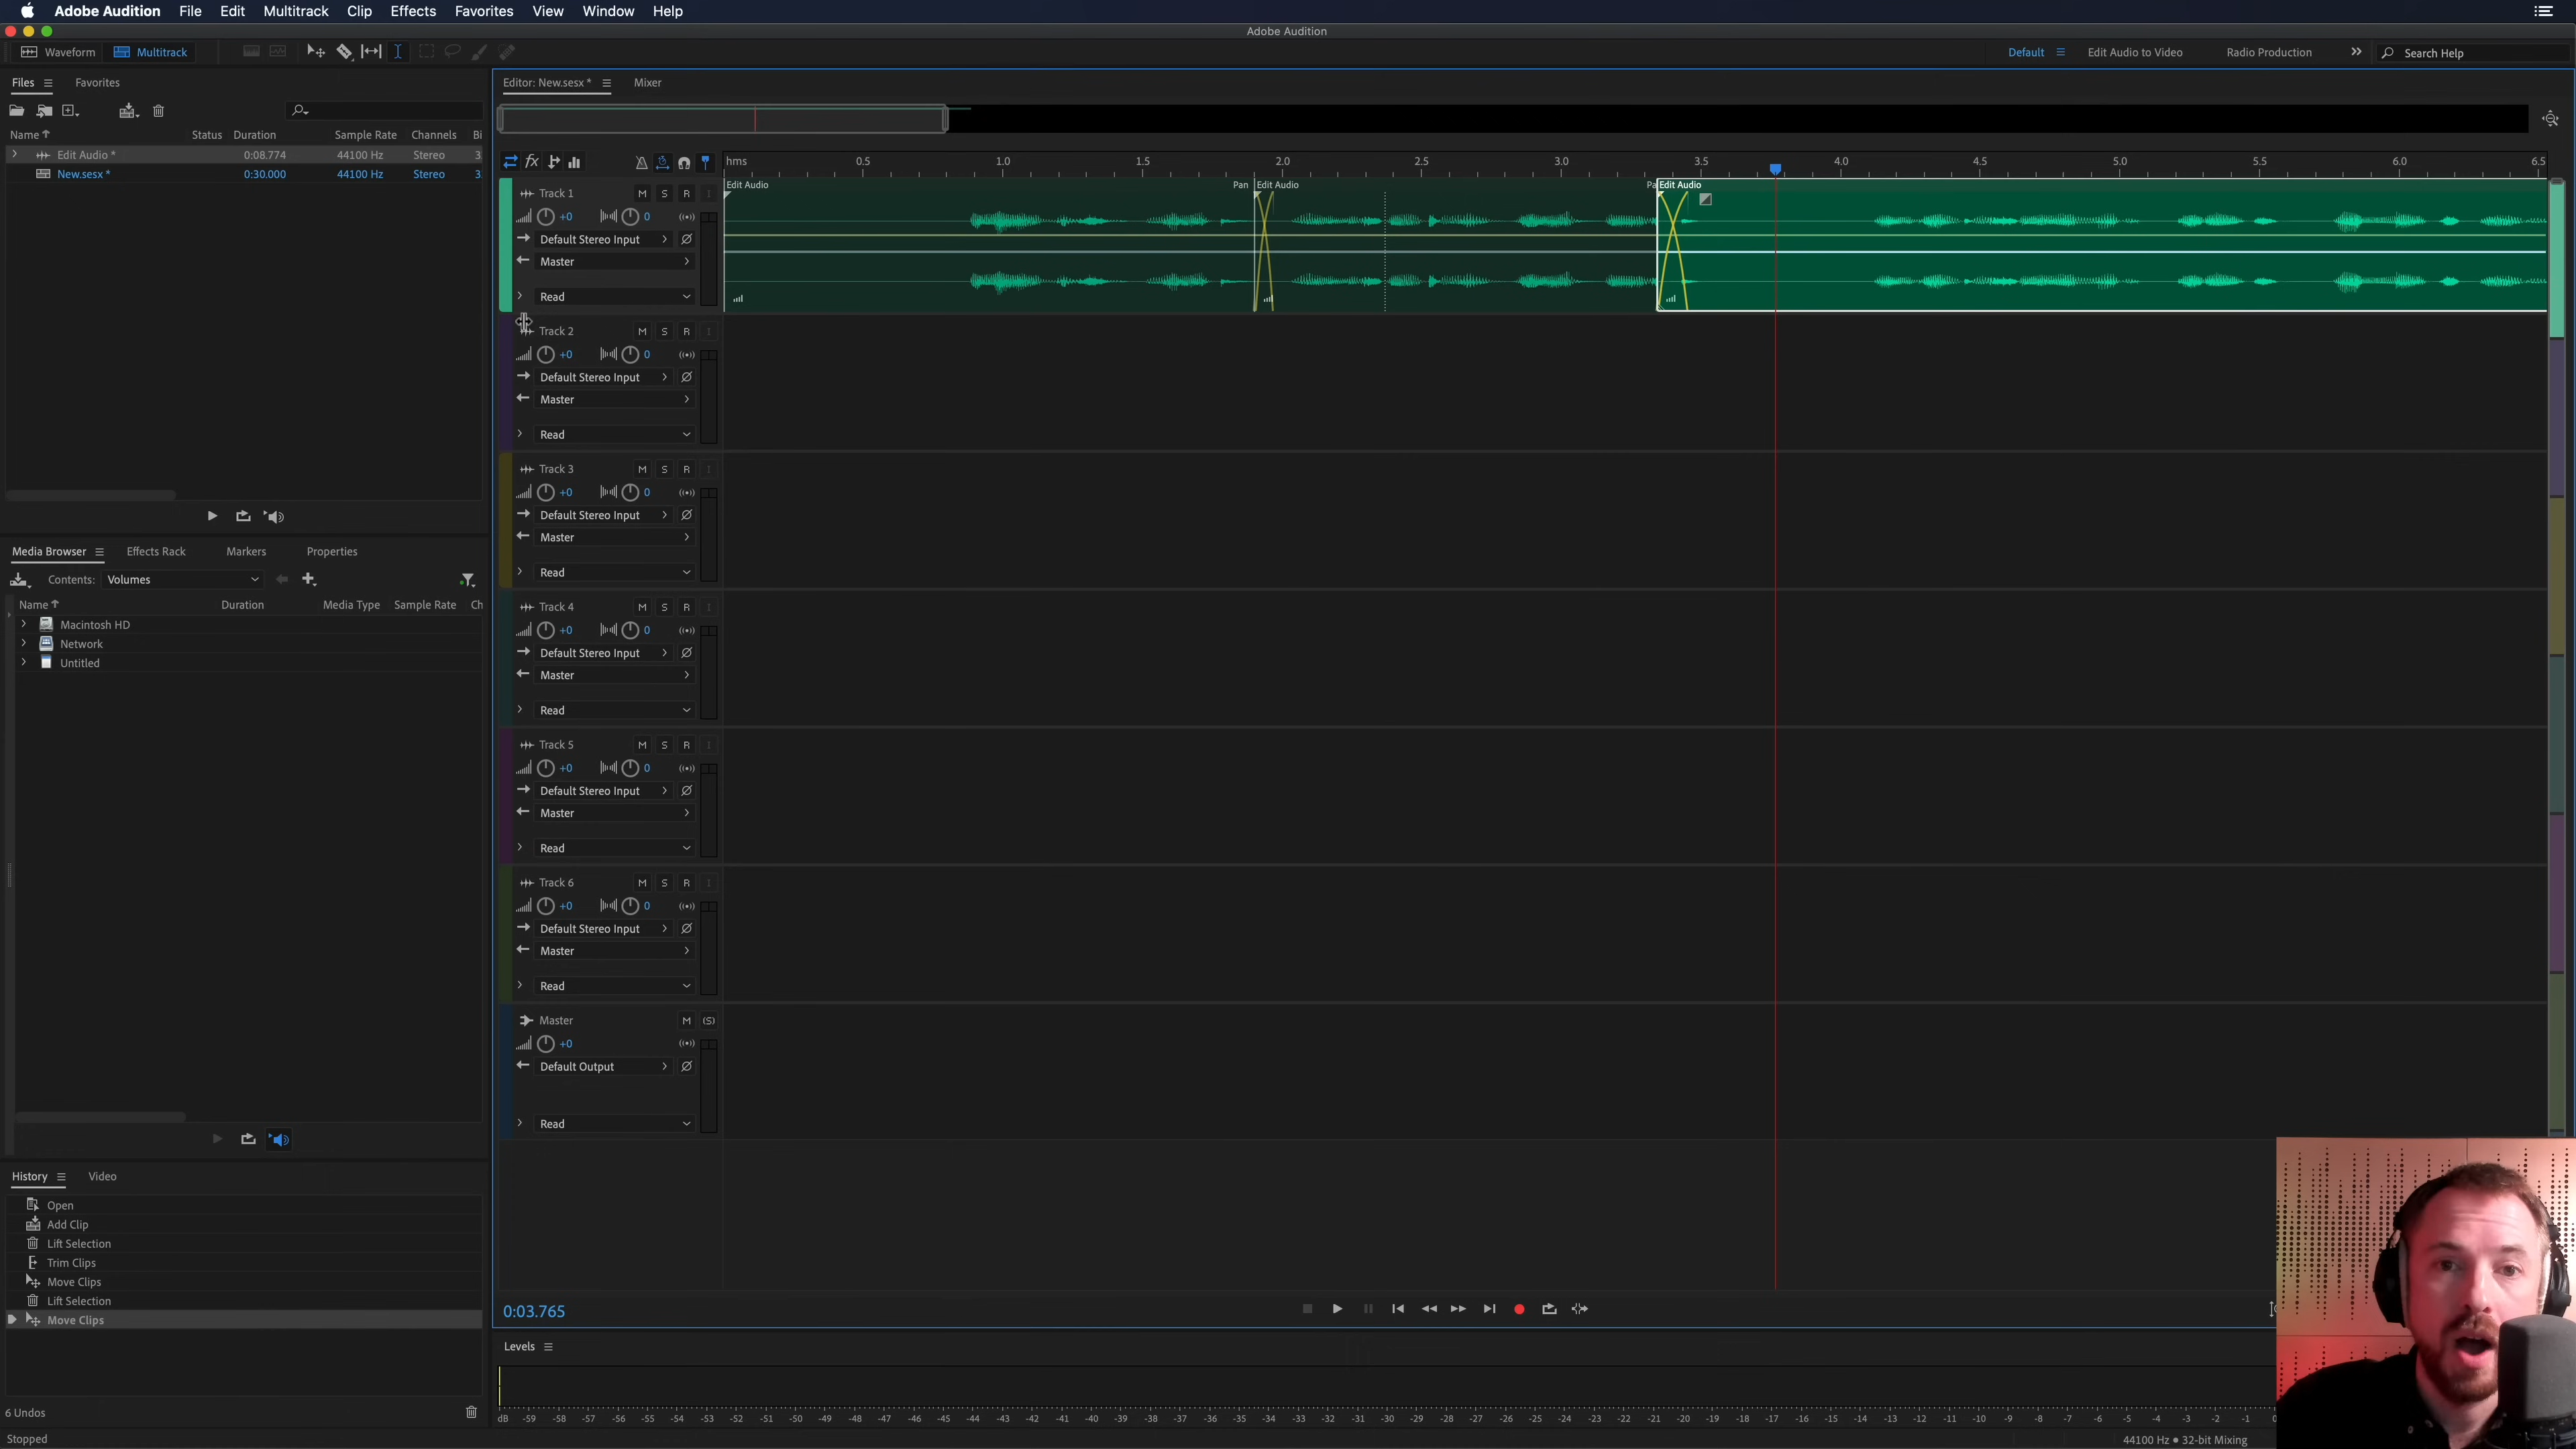 Adobe Audition File Edit Multitrack Clip Effects Favorites View Window Help
Adobe Audition
Waveform Multitrack Default Edit Audio to Video Radio Production Search Help
Files Favorites
Name Status Duration Sample Rate Channels Bi
Edit Audio * 0:08.774 44100 Hz Stereo 3
New.sesx * 0:30.000 44100 Hz Stereo 3
Media Browser Effects Rack Markers Properties
Contents: Volumes
Name Duration Media Type Sample Rate Ch
Macintosh HD
Network
Untitled
History Video
Open
Add Clip
Lift Selection
Trim Clips
Move Clips
Lift Selection
Move Clips
6 Undos
Stopped
Editor: New.sesx * Mixer
hms 0.5 1.0 1.5 2.0 2.5 3.0 3.5 4.0 4.5 5.0 5.5 6.0 6.5
Edit Audio Pan Edit Audio Pa Edit Audio
Track 1 M S R I
+0 0
Default Stereo Input
Master
Read
Track 2 M S R I
+0 0
Default Stereo Input
Master
Read
Track 3 M S R I
+0 0
Default Stereo Input
Master
Read
Track 4 M S R I
+0 0
Default Stereo Input
Master
Read
Track 5 M S R I
+0 0
Default Stereo Input
Master
Read
Track 6 M S R I
+0 0
Default Stereo Input
Master
Read
Master M (S)
+0
Default Output
Read
0:03.765
Levels
dB -59 -58 -57 -56 -55 -54 -53 -52 -51 -50 -49 -48 -47 -46 -45 -44 -43 -42 -41 -40 -39 -38 -37 -36 -35 -34 -33 -32 -31 -30 -29 -28 -27 -26 -25 -24 -23 -22 -21 -20 -19 -18 -17 -16 -15 -14 -13 -12 -11 -10 -9 -8 -7 -6 -5 -4 -3 -2 -1 0
44100 Hz • 32-bit Mixing